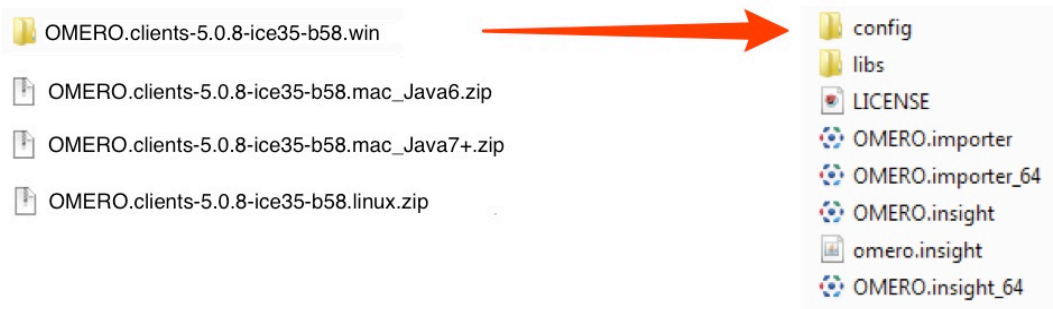 OMERO.clients-5.0.8-ice35-b58.win
OMERO.clients-5.0.8-ice35-b58.mac_Java6.zip
OMERO.clients-5.0.8-ice35-b58.mac_Java7+.zip
OMERO.clients-5.0.8-ice35-b58.linux.zip
config
libs
LICENSE
OMERO.importer
OMERO.importer_64
OMERO.insight
omero.insight
OMERO.insight_64